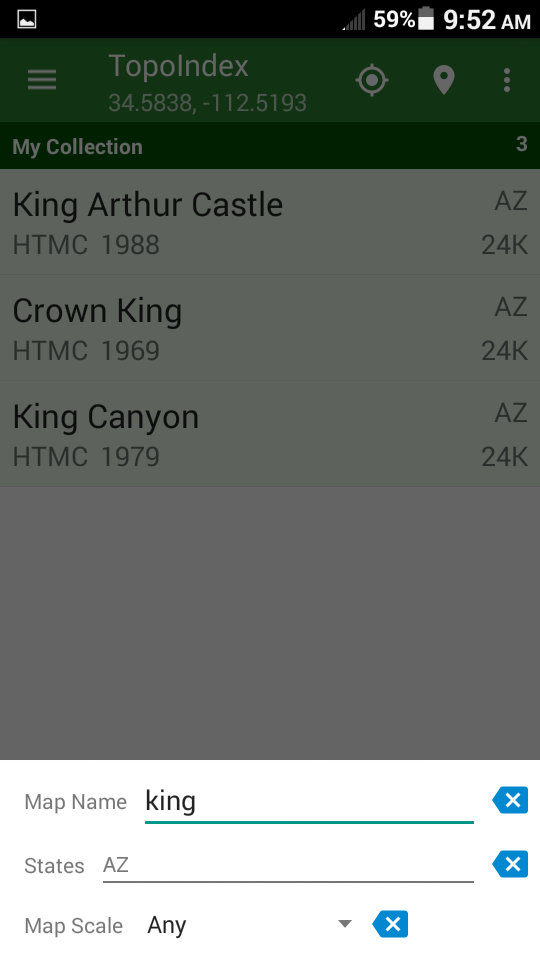 59% 9:52 AM
TopoIndex
34.5838, -112.5193
My Collection 3
King Arthur Castle AZ
HTMC 1988 24K
Crown King AZ
HTMC 1969 24K
King Canyon AZ
HTMC 1979 24K
Map Name king
States AZ
Map Scale Any